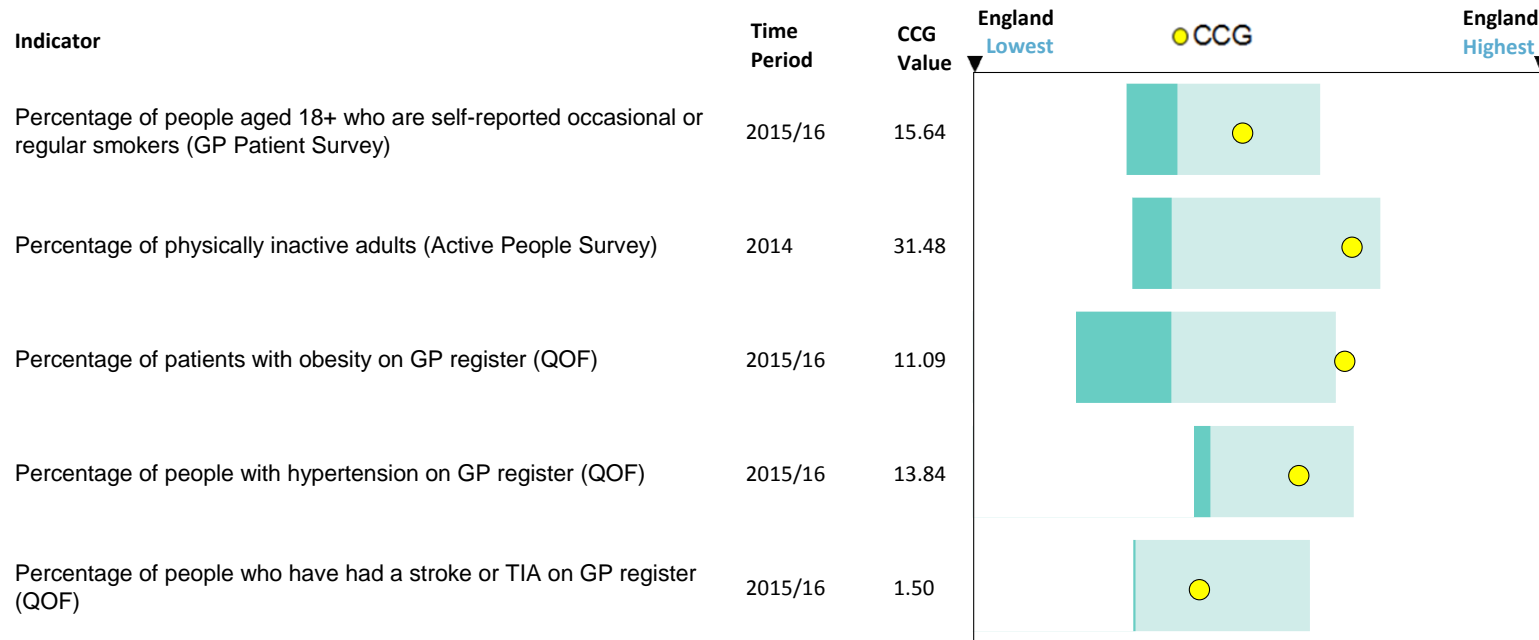 Indicator
Time
Period
CCG
Value
England
Lowest
CCG
England
Highest
Percentage of people aged 18+ who are self-reported occasional or
regular smokers (GP Patient Survey)
2015/16
15.64
Percentage of physically inactive adults (Active People Survey)
2014
31.48
Percentage of patients with obesity on GP register (QOF)
2015/16
11.09
Percentage of people with hypertension on GP register (QOF)
2015/16
13.84
Percentage of people who have had a stroke or TIA on GP register
(QOF)
2015/16
1.50